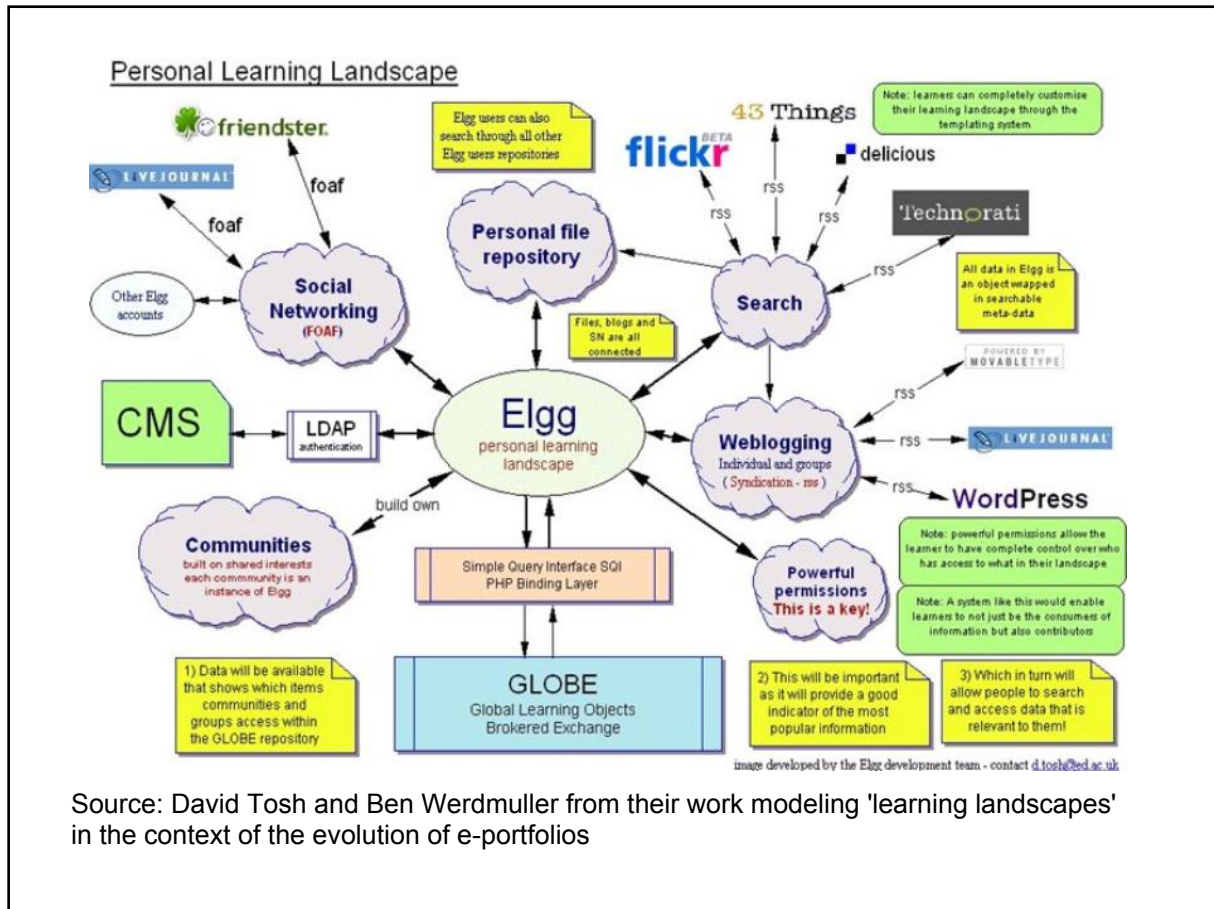 Personal Learning Landscape
friendster.
LIVEJOURNAL
foaf
foaf
Other Elgg
accounts
Social
Networking
(FOAF)
Elgg users can also
search through all other
Elgg users repositories
Personal file
repository
Files, blogs and
SN are all
connected
43 Things
flickr
BETA
delicious
Technorati
rss
rss
rss
rss
Search
Note: learners can completely customise
their learning landscape through the
templating system
All data in Elgg is
an object wrapped
in searchable
meta-data
POWERED BY
MOVABLETYPE
rss
LIVEJOURNAL
rss
WordPress
rss
Weblogging
Individual and groups
( Syndication - rss )
CMS
LDAP
authentication
Elgg
personal learning
landscape
build own
Communities
built on shared interests
each commmunity is an
instance of Elgg
Simple Query Interface SQI
PHP Binding Layer
GLOBE
Global Learning Objects
Brokered Exchange
Powerful
permissions
This is a key!
Note: powerful permissions allow the
learner to have complete control over who
has access to what in their landscape
Note: A system like this would enable
learners to not just be the consumers of
information but also contributors
1) Data will be available
that shows which items
communities and
groups access within
the GLOBE repository
2) This will be important
as it will provide a good
indicator of the most
popular information
3) Which in turn will
allow people to search
and access data that is
relevant to them!
image developed by the Elgg development team - contact d.tosh@ed.ac.uk
Source: David Tosh and Ben Werdmuller from their work modeling 'learning landscapes'
in the context of the evolution of e-portfolios